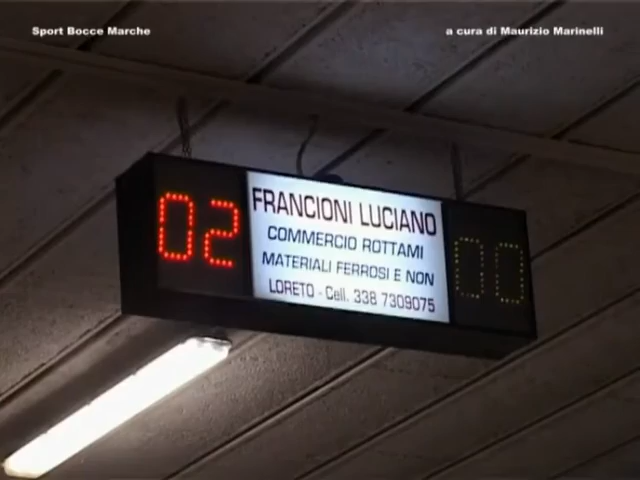 Sport Bocce Marche
a cura di Maurizio Marinelli
02
FRANCIONI LUCIANO
COMMERCIO ROTTAMI
MATERIALI FERROSI E NON
LORETO - Cell. 338 7309075
00